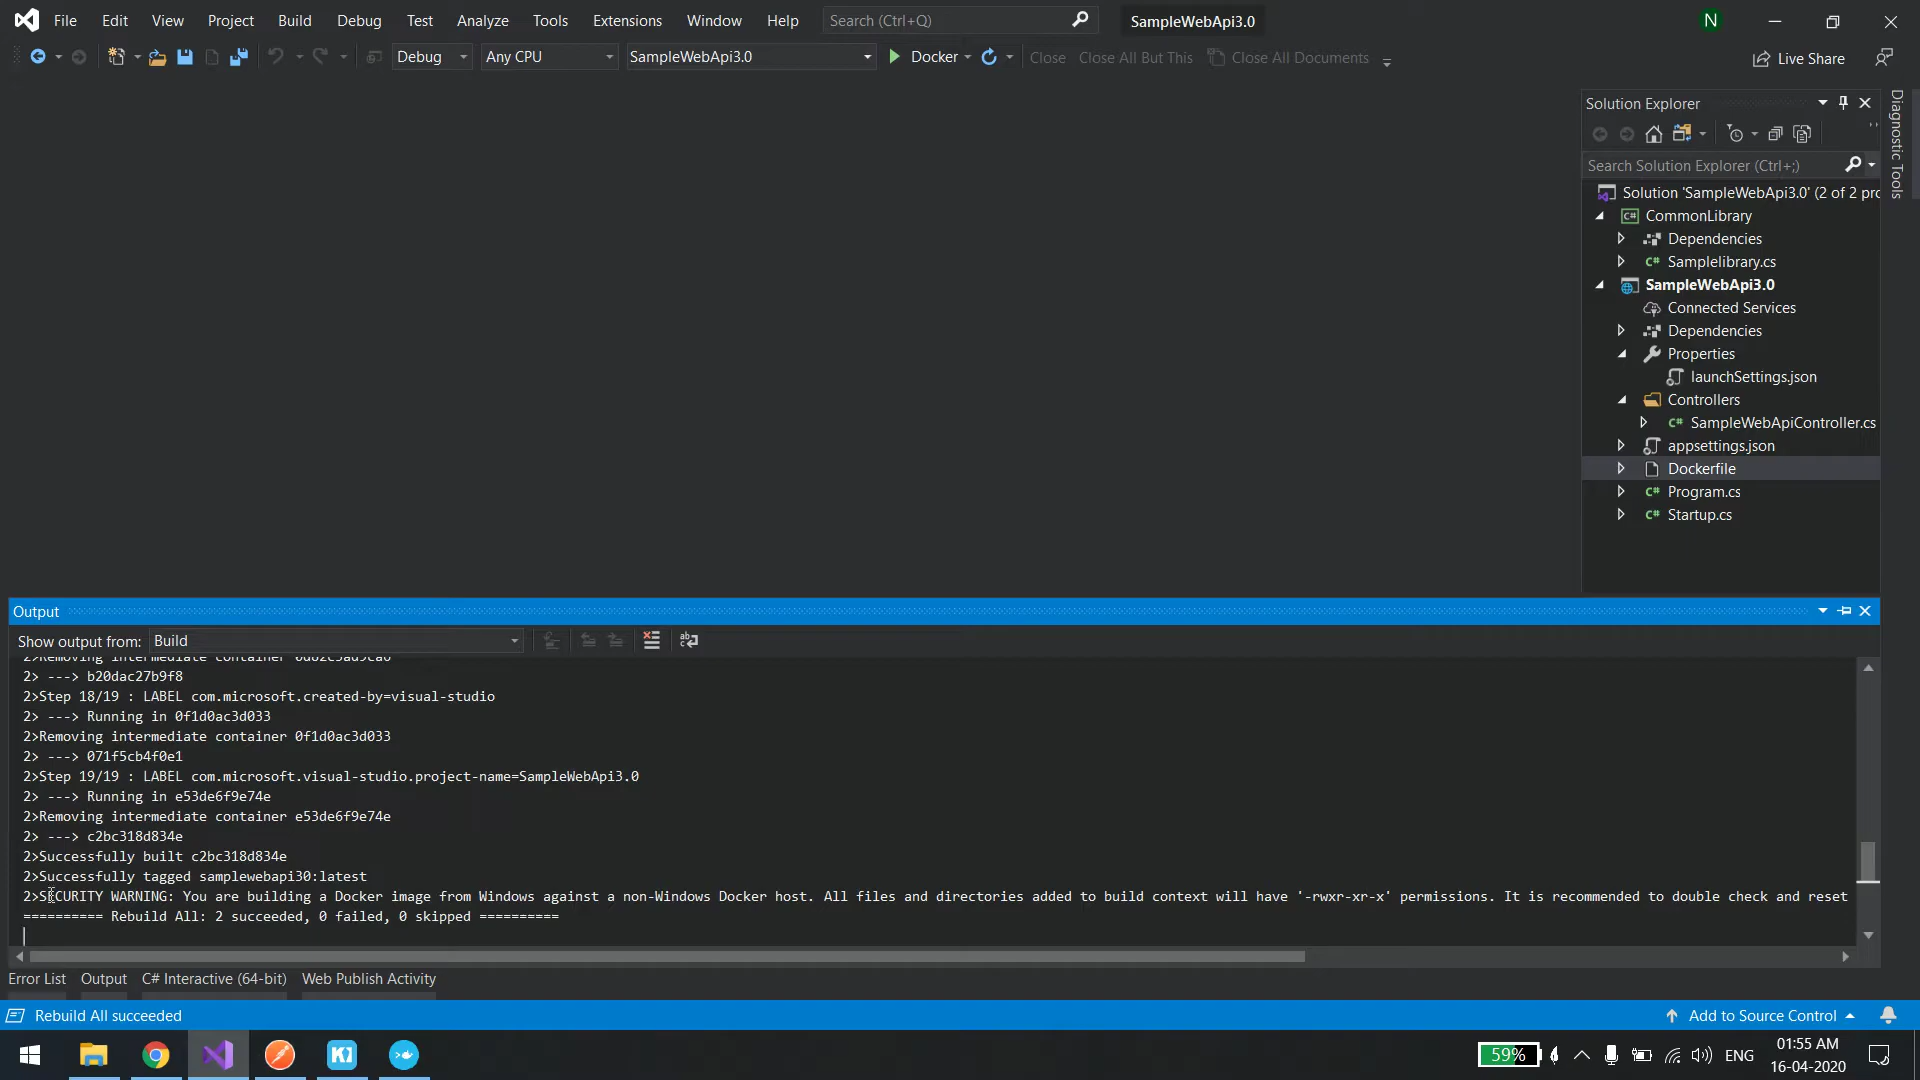 File Edit View Project Build Debug Test Analyze Tools Extensions Window Help Search (Ctrl+Q) SampleWebApi3.0 N
Debug Any CPU SampleWebApi3.0 Docker Close Close All But This Close All Documents Live Share
Solution Explorer
Diagnostic Tools
Search Solution Explorer (Ctrl+;)
Solution 'SampleWebApi3.0' (2 of 2 pro
C# CommonLibrary
Dependencies
C# Samplelibrary.cs
SampleWebApi3.0
Connected Services
Dependencies
Properties
launchSettings.json
Controllers
C# SampleWebApiController.cs
appsettings.json
Dockerfile
C# Program.cs
C# Startup.cs
Output
Show output from: Build
2>Removing intermediate container 0d82c5ad9ca6
2> ---> b20dac27b9f8
2>Step 18/19 : LABEL com.microsoft.created-by=visual-studio
2> ---> Running in 0f1d0ac3d033
2>Removing intermediate container 0f1d0ac3d033
2> ---> 071f5cb4f0e1
2>Step 19/19 : LABEL com.microsoft.visual-studio.project-name=SampleWebApi3.0
2> ---> Running in e53de6f9e74e
2>Removing intermediate container e53de6f9e74e
2> ---> c2bc318d834e
2>Successfully built c2bc318d834e
2>Successfully tagged samplewebapi30:latest
2>SECURITY WARNING: You are building a Docker image from Windows against a non-Windows Docker host. All files and directories added to build context will have '-rwxr-xr-x' permissions. It is recommended to double check and reset
========== Rebuild All: 2 succeeded, 0 failed, 0 skipped ==========
Error List Output C# Interactive (64-bit) Web Publish Activity
Rebuild All succeeded Add to Source Control
59% ENG 01:55 AM
16-04-2020